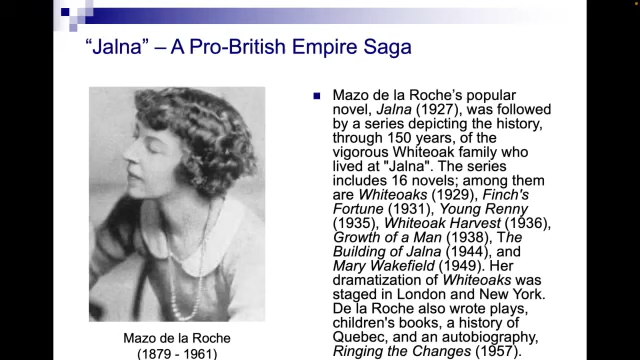 “Jalna” – A Pro-British Empire Saga
Mazo de la Roche's popular
novel, Jalna (1927), was followed
by a series depicting the history,
through 150 years, of the
vigorous Whiteoak family who
lived at "Jalna". The series
includes 16 novels; among them
are Whiteoaks (1929), Finch's
Fortune (1931), Young Renny
(1935), Whiteoak Harvest (1936),
Growth of a Man (1938), The
Building of Jalna (1944), and
Mary Wakefield (1949). Her
dramatization of Whiteoaks was
staged in London and New York.
De la Roche also wrote plays,
children's books, a history of
Quebec, and an autobiography,
Ringing the Changes (1957).
Mazo de la Roche
(1879 - 1961)